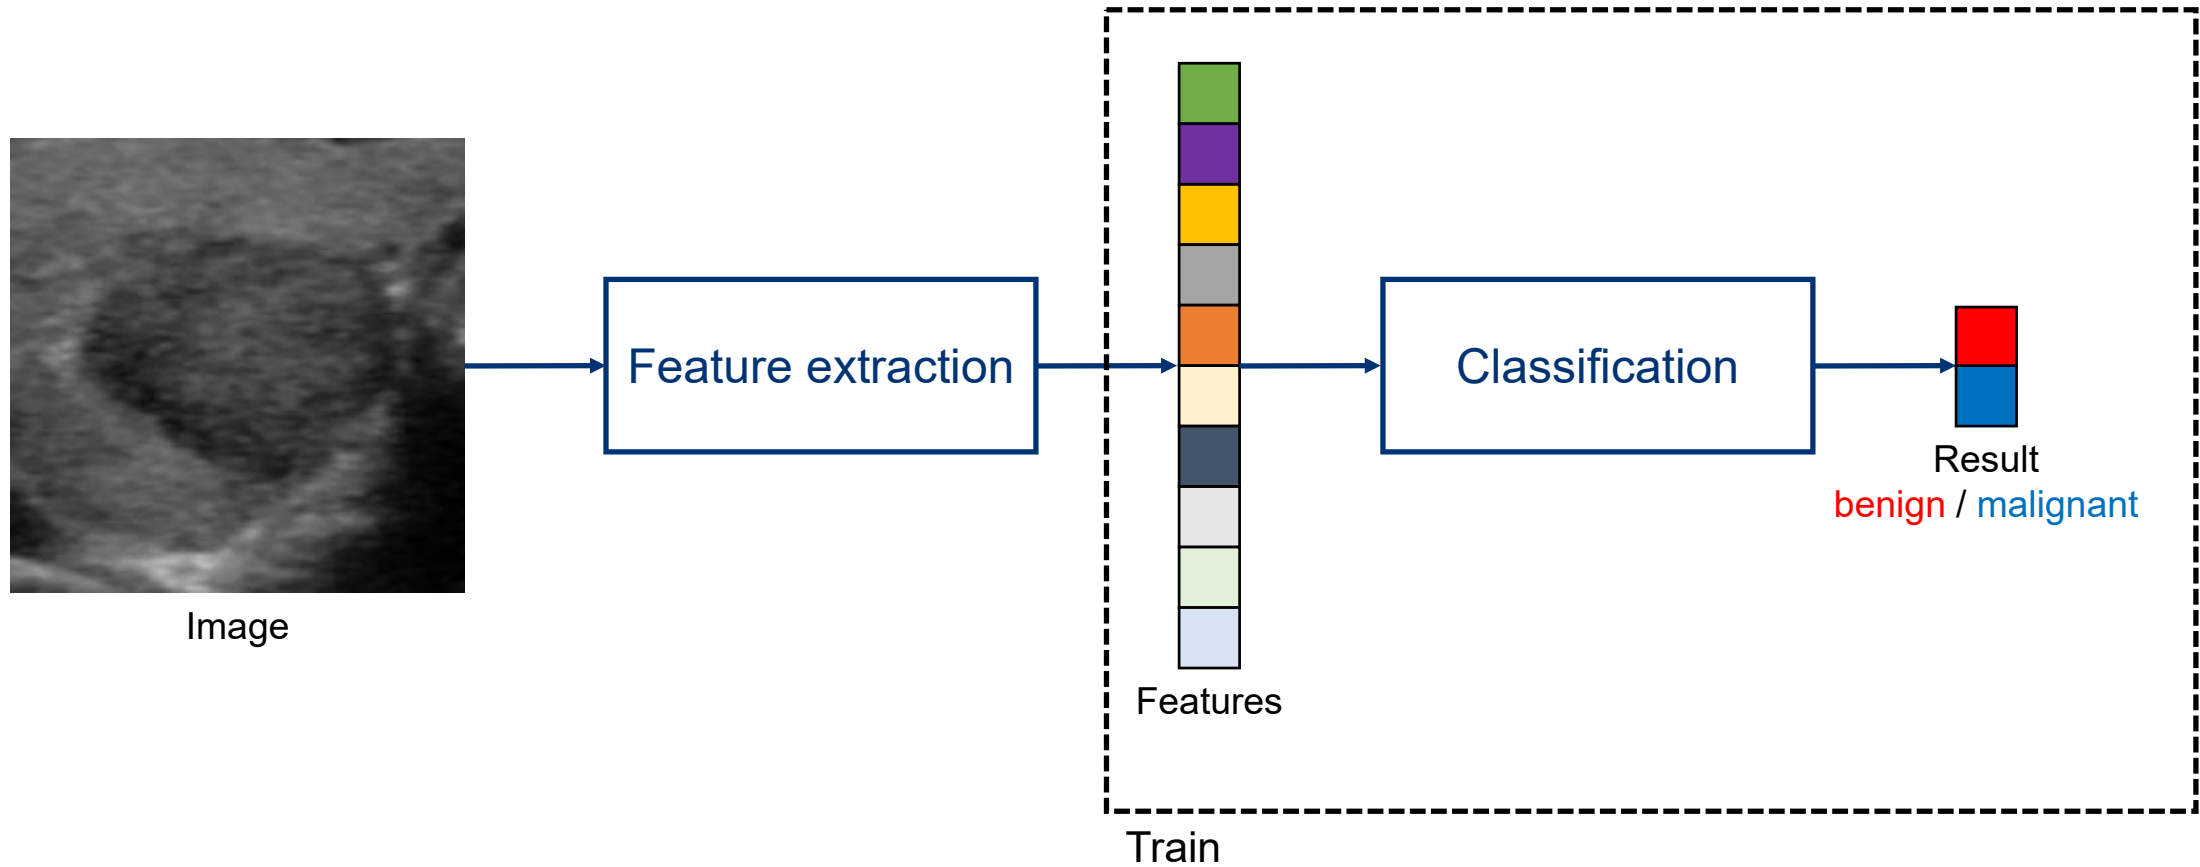 Image
Feature extraction
Features
Classification
Result
benign / malignant
Train